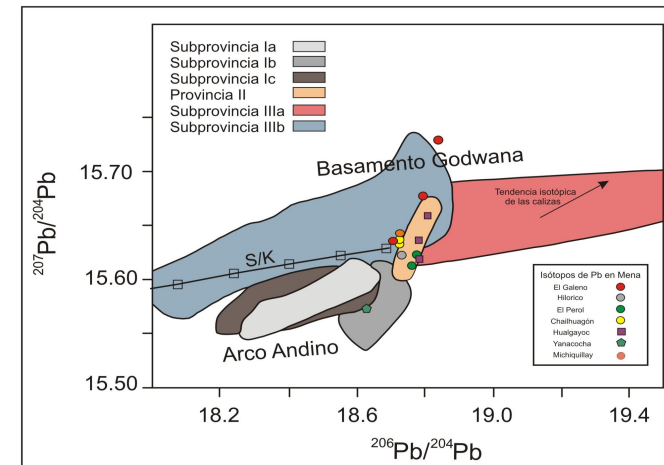 Subprovincia Ia
Subprovincia Ib
Subprovincia Ic
Provincia II
Subprovincia IIIa
Subprovincia IIIb
Basamento Godwana
Tendencia isotópica
de las calizas
S/K
Arco Andino
15.70
15.60
15.50
207Pb/204Pb
18.2
18.6
19.0
19.4
206Pb/204Pb
Isótopos de Pb en Mena
El Galeno
Hilorico
El Perol
Chailhuagón
Hualgayoc
Yanacocha
Michiquillay